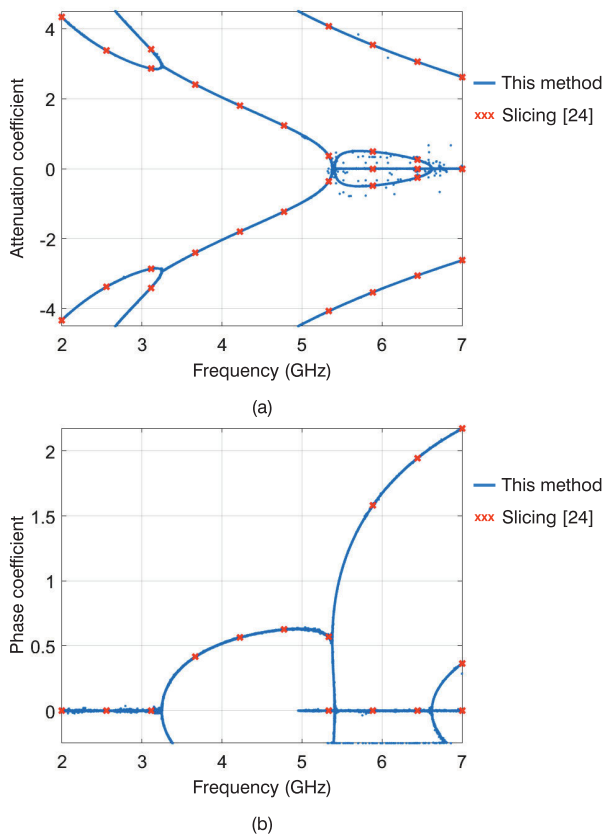 4
2
0
-2
-4
Attenuation coefficient
This method
xxx Slicing [24]
2 3 4 5 6 7
Frequency (GHz)
(a)
2
1.5
1
0.5
0
Phase coefficient
This method
xxx Slicing [24]
2 3 4 5 6 7
Frequency (GHz)
(b)